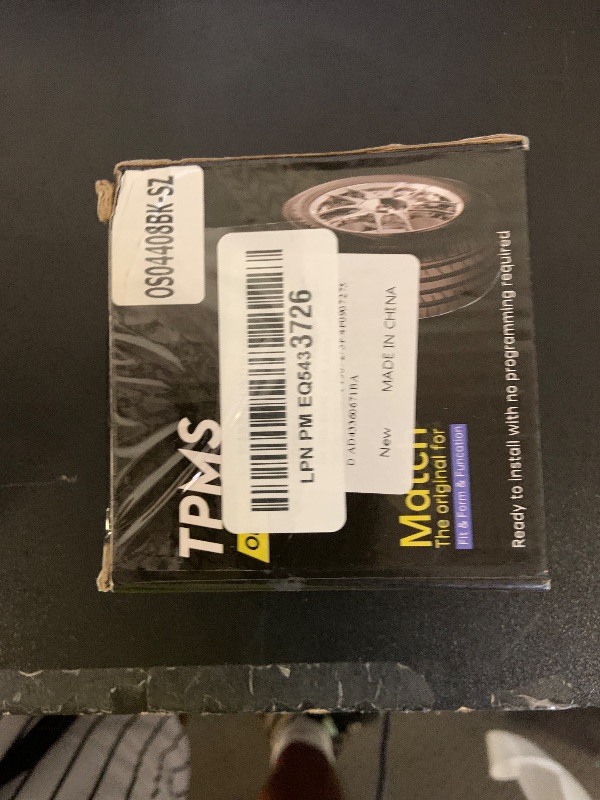 OS04408BK-SZ
TPMS
LPN PM EQ5433726
New MADE IN CHINA
Match
The original for
Fit & Form & Funcation
Ready to install with no programming required